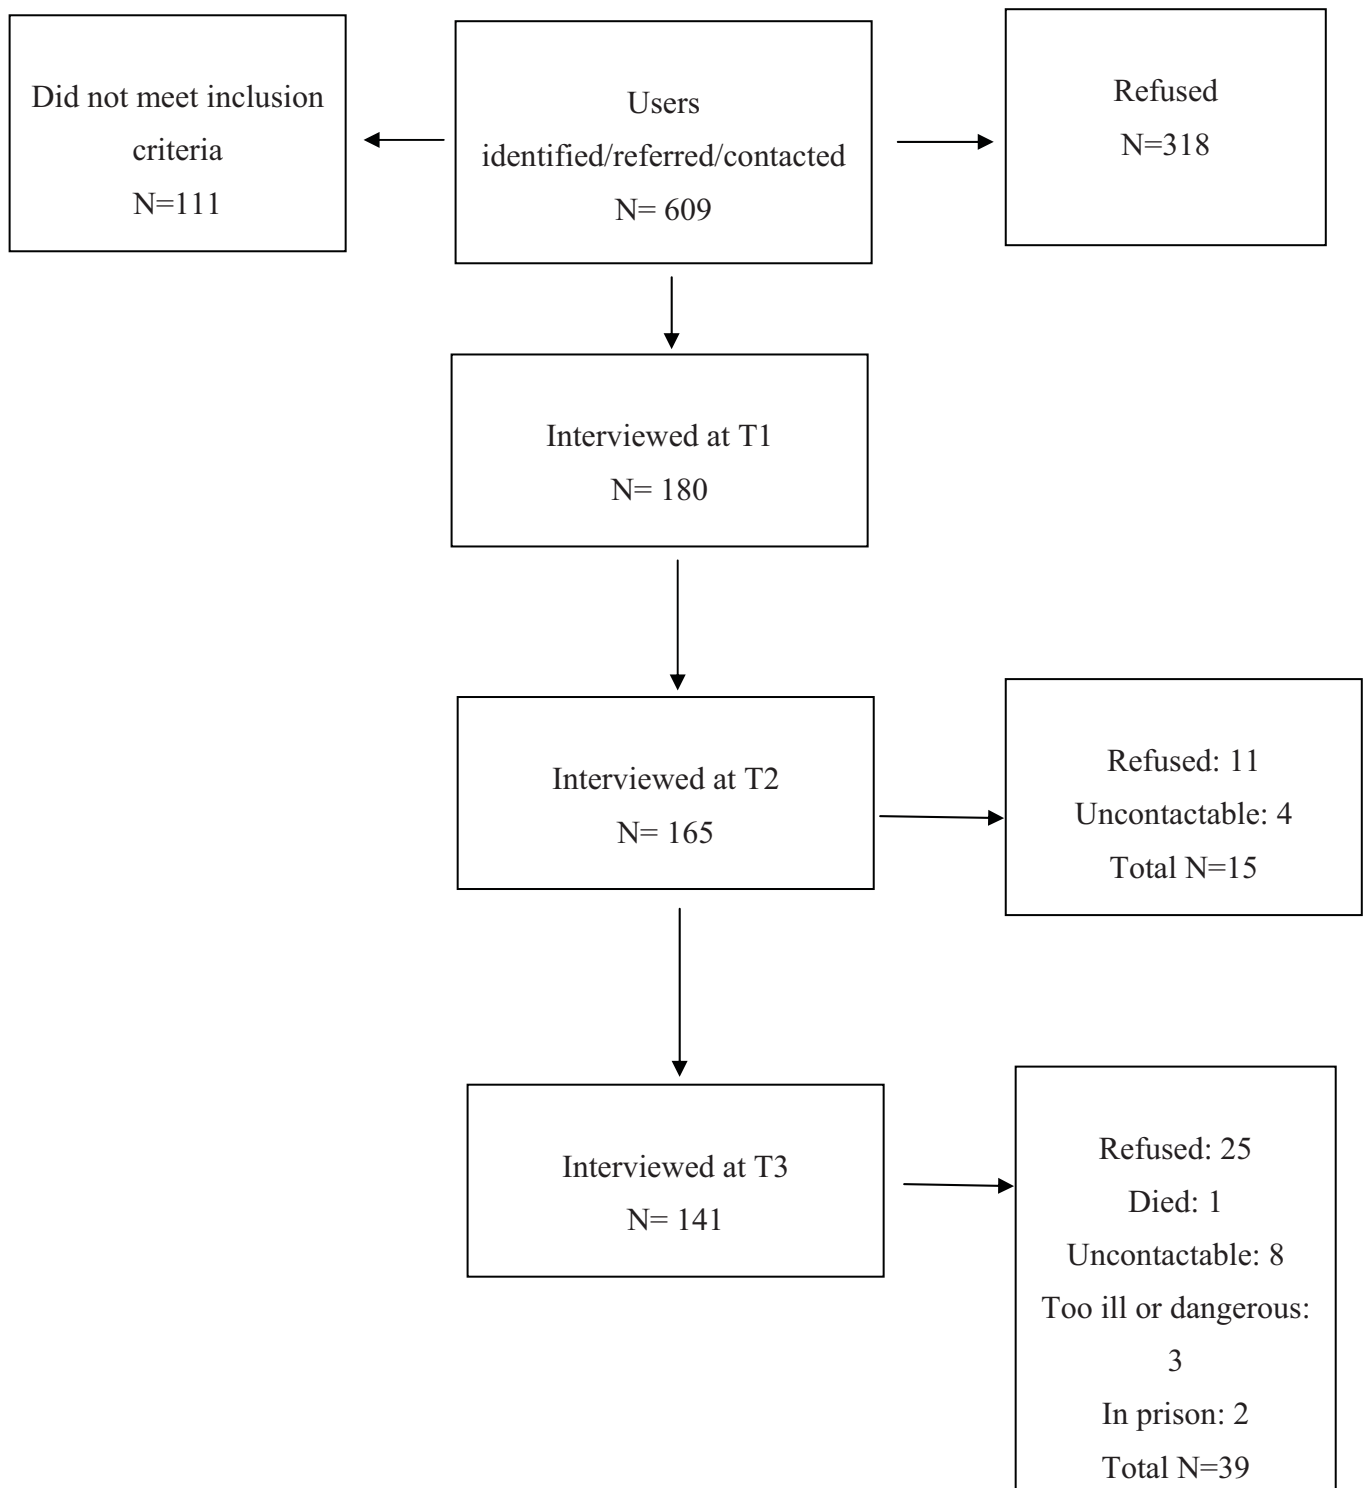 Did not meet inclusion
criteria
N=111
Users
identified/referred/contacted
N= 609
Refused
N=318
Interviewed at T1
N= 180
Interviewed at T2
N= 165
Refused: 11
Uncontactable: 4
Total N=15
Interviewed at T3
N= 141
Refused: 25
Died: 1
Uncontactable: 8
Too ill or dangerous:
3
In prison: 2
Total N=39